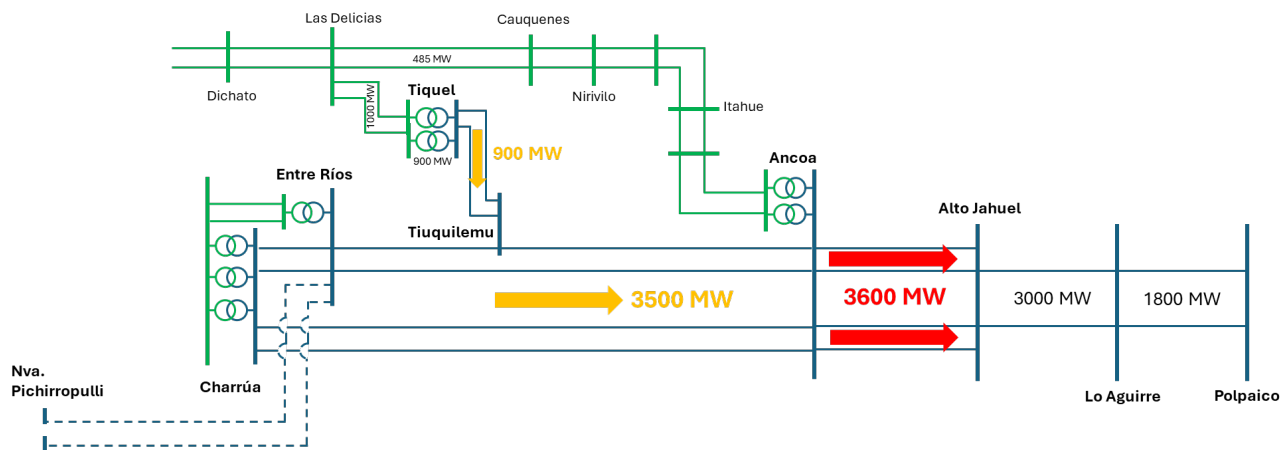 Las Delicias
Cauquenes
485 MW
Dichato
1000 MW
Tiquel
Nirivilo
Itahue
900 MW
900 MW
Entre Ríos
Ancoa
Tiuquilemu
Alto Jahuel
3500 MW
3600 MW
3000 MW
1800 MW
Nva.
Pichirropulli
Charrúa
Lo Aguirre
Polpaico